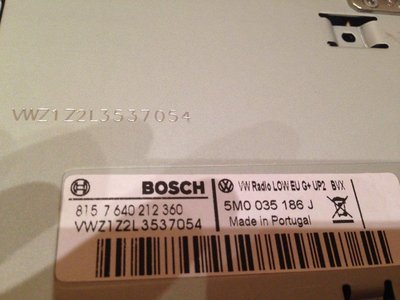 VWZ1Z2L3537054
BOSCH
VW Radio LOW EU G+ UP2 BVX
815 7 640 212 360
5M0 035 186 J
VWZ1Z2L3537054
Made in Portugal